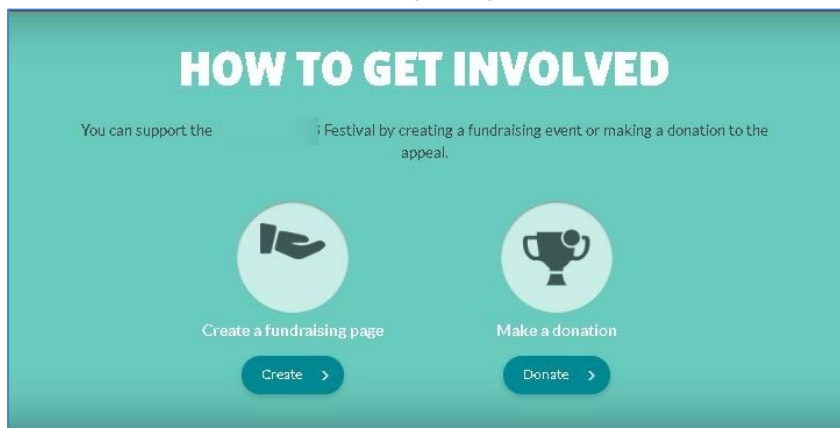 HOW TO GET INVOLVED
You can support the Festival by creating a fundraising event or making a donation to the
appeal.
Create a fundraising page
Make a donation
Create
Donate